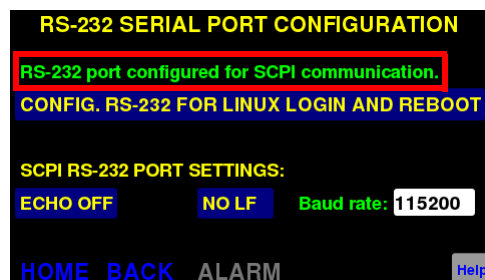 RS-232 SERIAL PORT CONFIGURATION
RS-232 port configured for SCPI communication.
CONFIG. RS-232 FOR LINUX LOGIN AND REBOOT
SCPI RS-232 PORT SETTINGS:
ECHO OFF NO LF Baud rate: 115200
HOME BACK ALARM Help